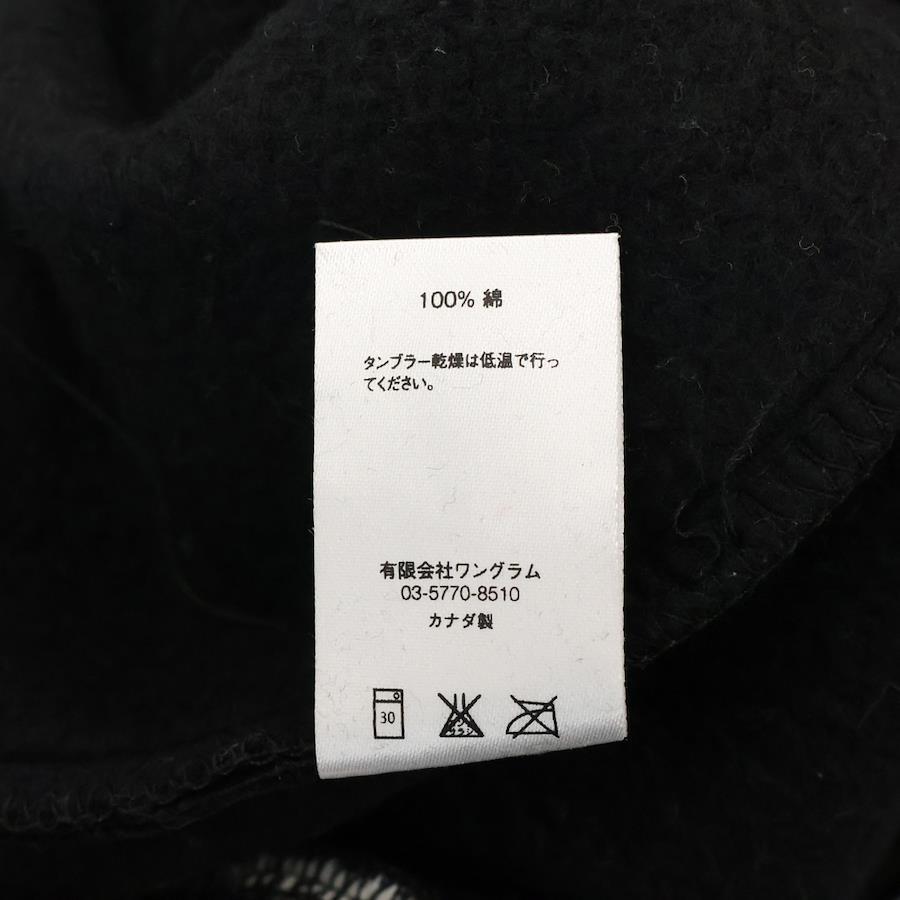 100% 綿
タンブラー乾燥は低温で行っ
てください。
有限会社ワングラム
03-5770-8510
カナダ製
30